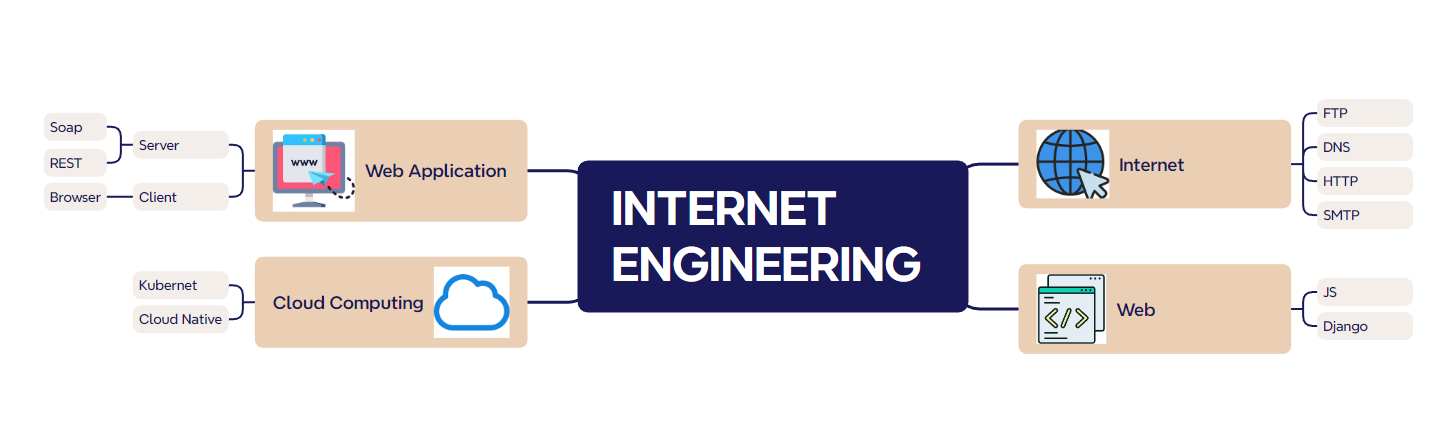 INTERNET
ENGINEERING
Web Application
www
Server
Soap
REST
Client
Browser
Cloud Computing
Kubernet
Cloud Native
Internet
FTP
DNS
HTTP
SMTP
Web
</>
JS
Django